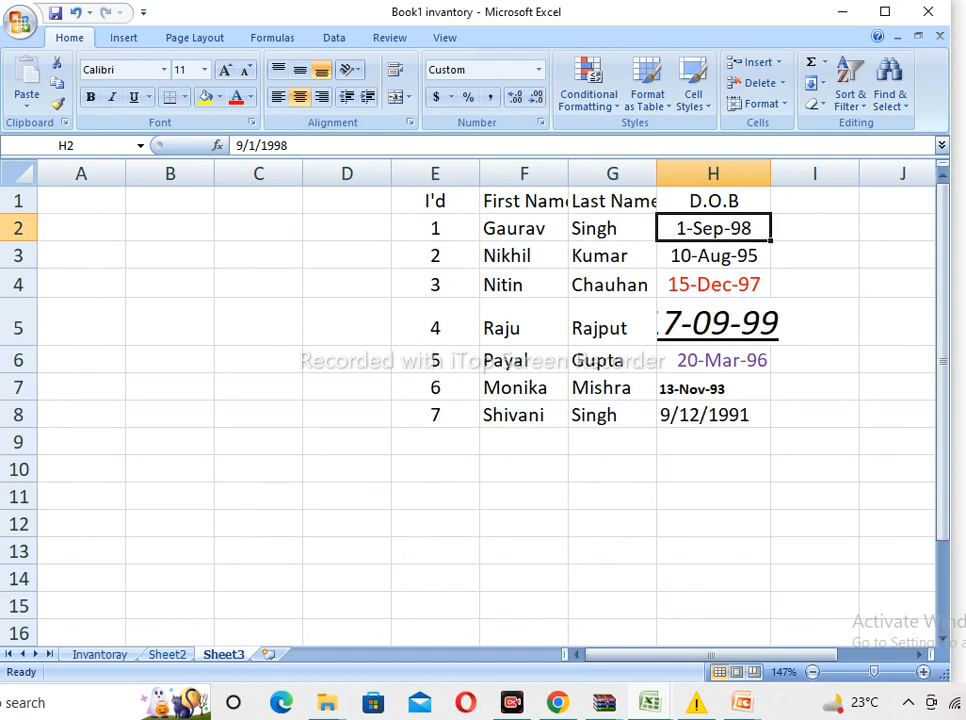 Book1 invantory - Microsoft Excel
Home Insert Page Layout Formulas Data Review View
Paste Calibri 11 B I U Custom $ % , Conditional Formatting Format as Table Cell Styles Insert Delete Format Σ Sort & Filter Find & Select
Clipboard Font Alignment Number Styles Cells Editing
H2 fx 9/1/1998
A B C D E F G H I J
1 I'd First Name Last Name D.O.B
2 1 Gaurav Singh 1-Sep-98
3 2 Nikhil Kumar 10-Aug-95
4 3 Nitin Chauhan 15-Dec-97
5 4 Raju Rajput 7-09-99
6 5 Payal Gupta 20-Mar-96
Recorded with iTop Screen Recorder
7 6 Monika Mishra 13-Nov-93
8 7 Shivani Singh 9/12/1991
9
10
11
12
13
14
15
16
Activate Wind
Go to Setting to a
Invantoray Sheet2 Sheet3
Ready 147%
search 23°C